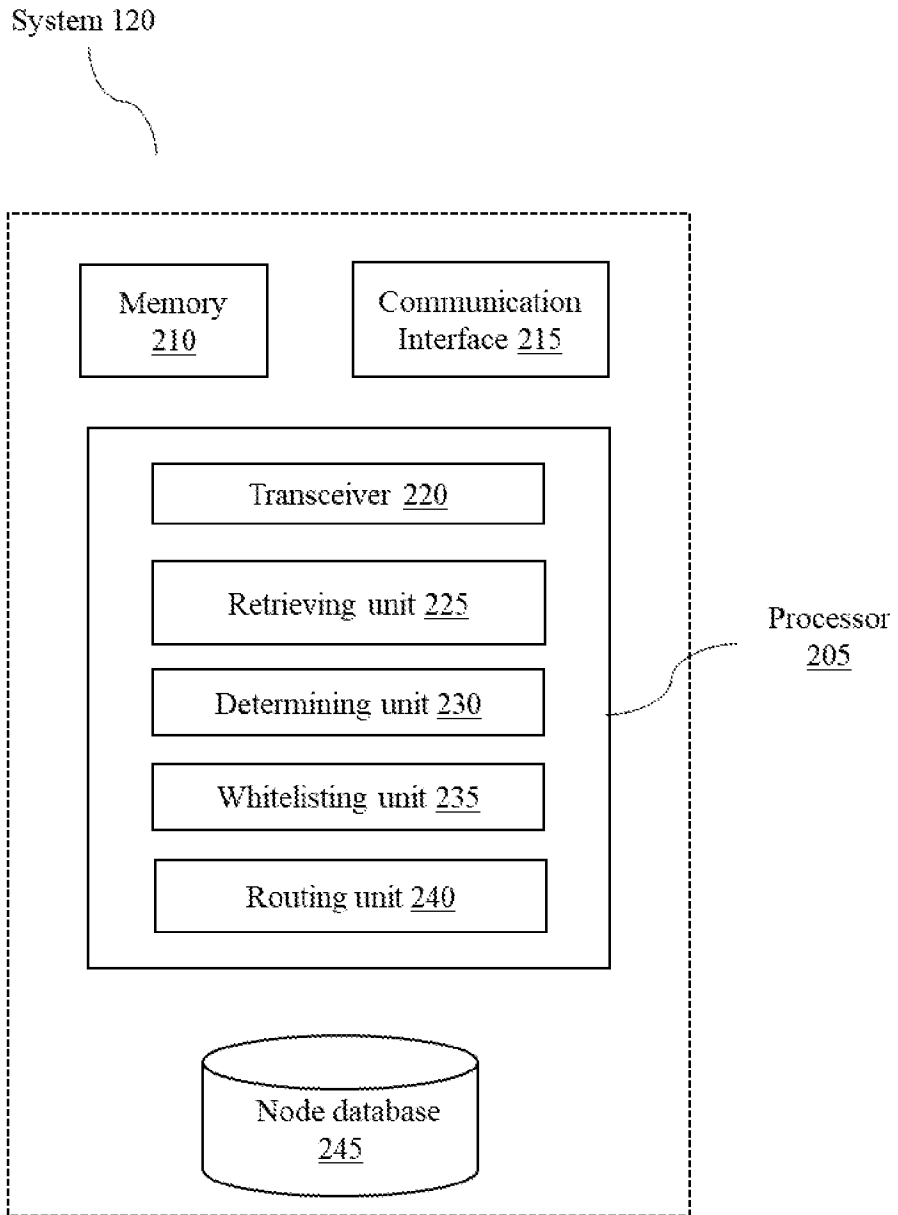 System 120
Memory
210
Communication
Interface 215
Transceiver 220
Retrieving unit 225
Determining unit 230
Whitelisting unit 235
Routing unit 240
Processor
205
Node database
245